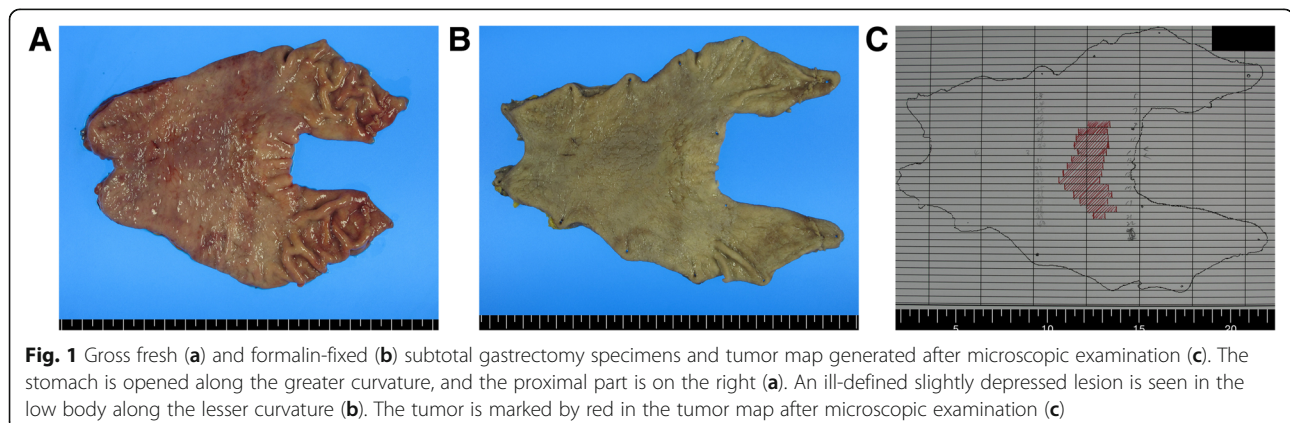 A
B
C
5
10
15
20
Fig. 1 Gross fresh (a) and formalin-fixed (b) subtotal gastrectomy specimens and tumor map generated after microscopic examination (c). The
stomach is opened along the greater curvature, and the proximal part is on the right (a). An ill-defined slightly depressed lesion is seen in the
low body along the lesser curvature (b). The tumor is marked by red in the tumor map after microscopic examination (c)